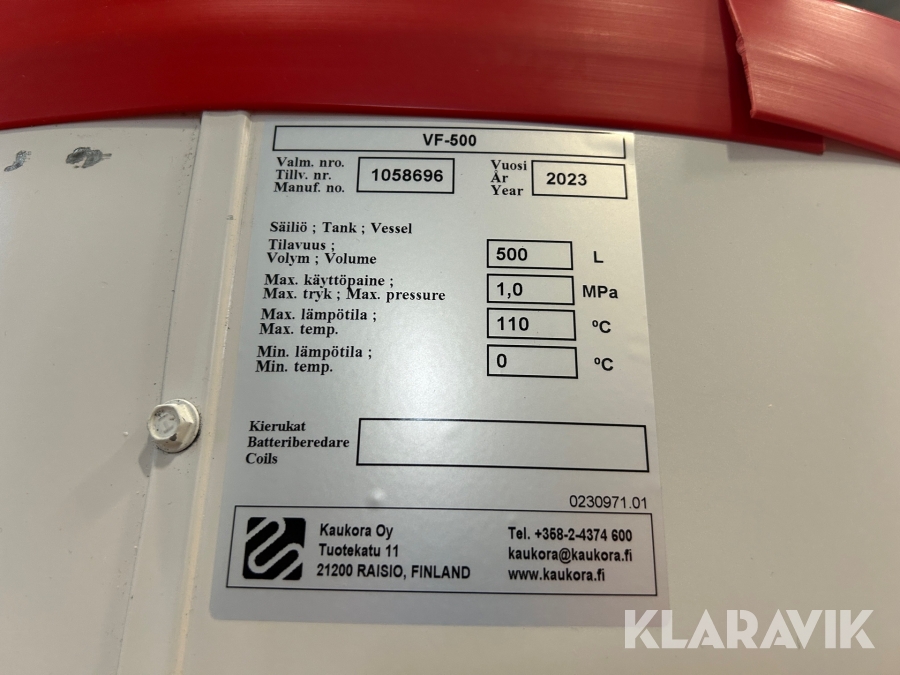 VF-500
Valm. nro.
Tillv. nr.
Manuf. no.
1058696
Vuosi
År
Year
2023
Säiliö ; Tank ; Vessel
Tilavuus ;
Volym ; Volume
500 L
Max. käyttöpaine ;
Max. tryk ; Max. pressure
1,0 MPa
Max. lämpötila ;
Max. temp.
110 ºC
Min. lämpötila ;
Min. temp.
0 ºC
Kierukat
Batteriberedare
Coils
0230971.01
Kaukora Oy
Tuotekatu 11
21200 RAISIO, FINLAND
Tel. +358-2-4374 600
kaukora@kaukora.fi
www.kaukora.fi
KLARAVIK